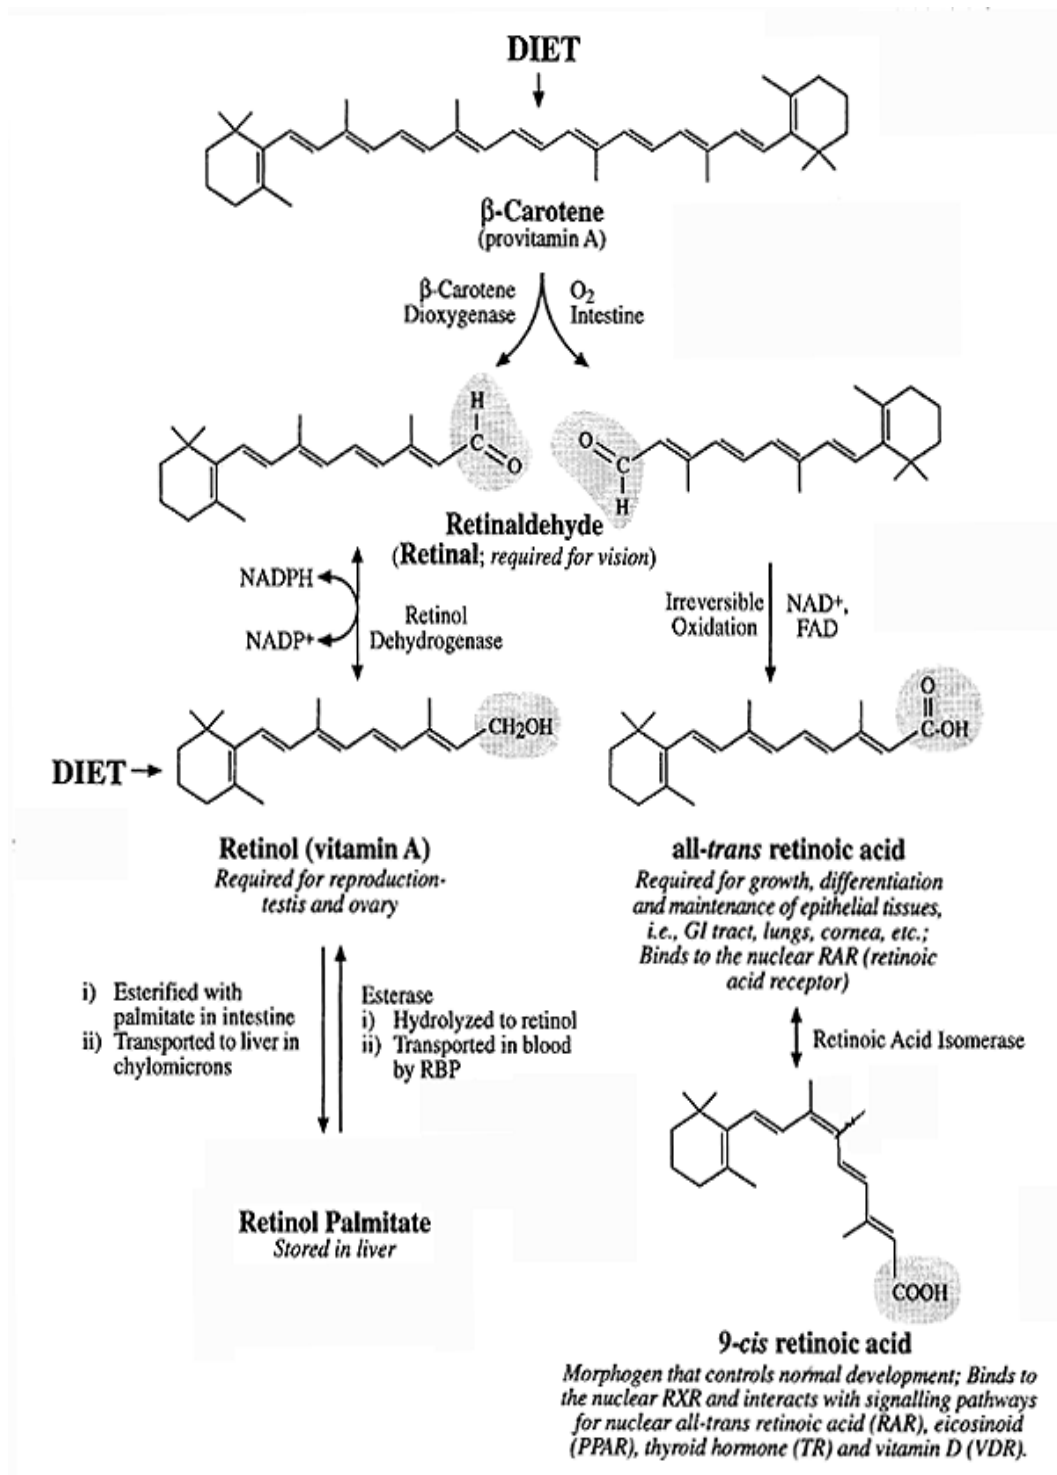 DIET
β-Carotene
(provitamin A)
β-Carotene
Dioxygenase
O2
Intestine
H
C
O
O
C
H
Retinaldehyde
(Retinal; required for vision)
NADPH
NADP+
Retinol
Dehydrogenase
Irreversible
Oxidation
NAD+,
FAD
CH2OH
O
C-OH
DIET
Retinol (vitamin A)
Required for reproduction-
testis and ovary
all-trans retinoic acid
Required for growth, differentiation
and maintenance of epithelial tissues,
i.e., GI tract, lungs, cornea, etc.;
Binds to the nuclear RAR (retinoic
acid receptor)
i) Esterified with
palmitate in intestine
ii) Transported to liver in
chylomicrons
Esterase
i) Hydrolyzed to retinol
ii) Transported in blood
by RBP
Retinoic Acid Isomerase
Retinol Palmitate
Stored in liver
COOH
9-cis retinoic acid
Morphogen that controls normal development; Binds to
the nuclear RXR and interacts with signalling pathways
for nuclear all-trans retinoic acid (RAR), eicosinoid
(PPAR), thyroid hormone (TR) and vitamin D (VDR).